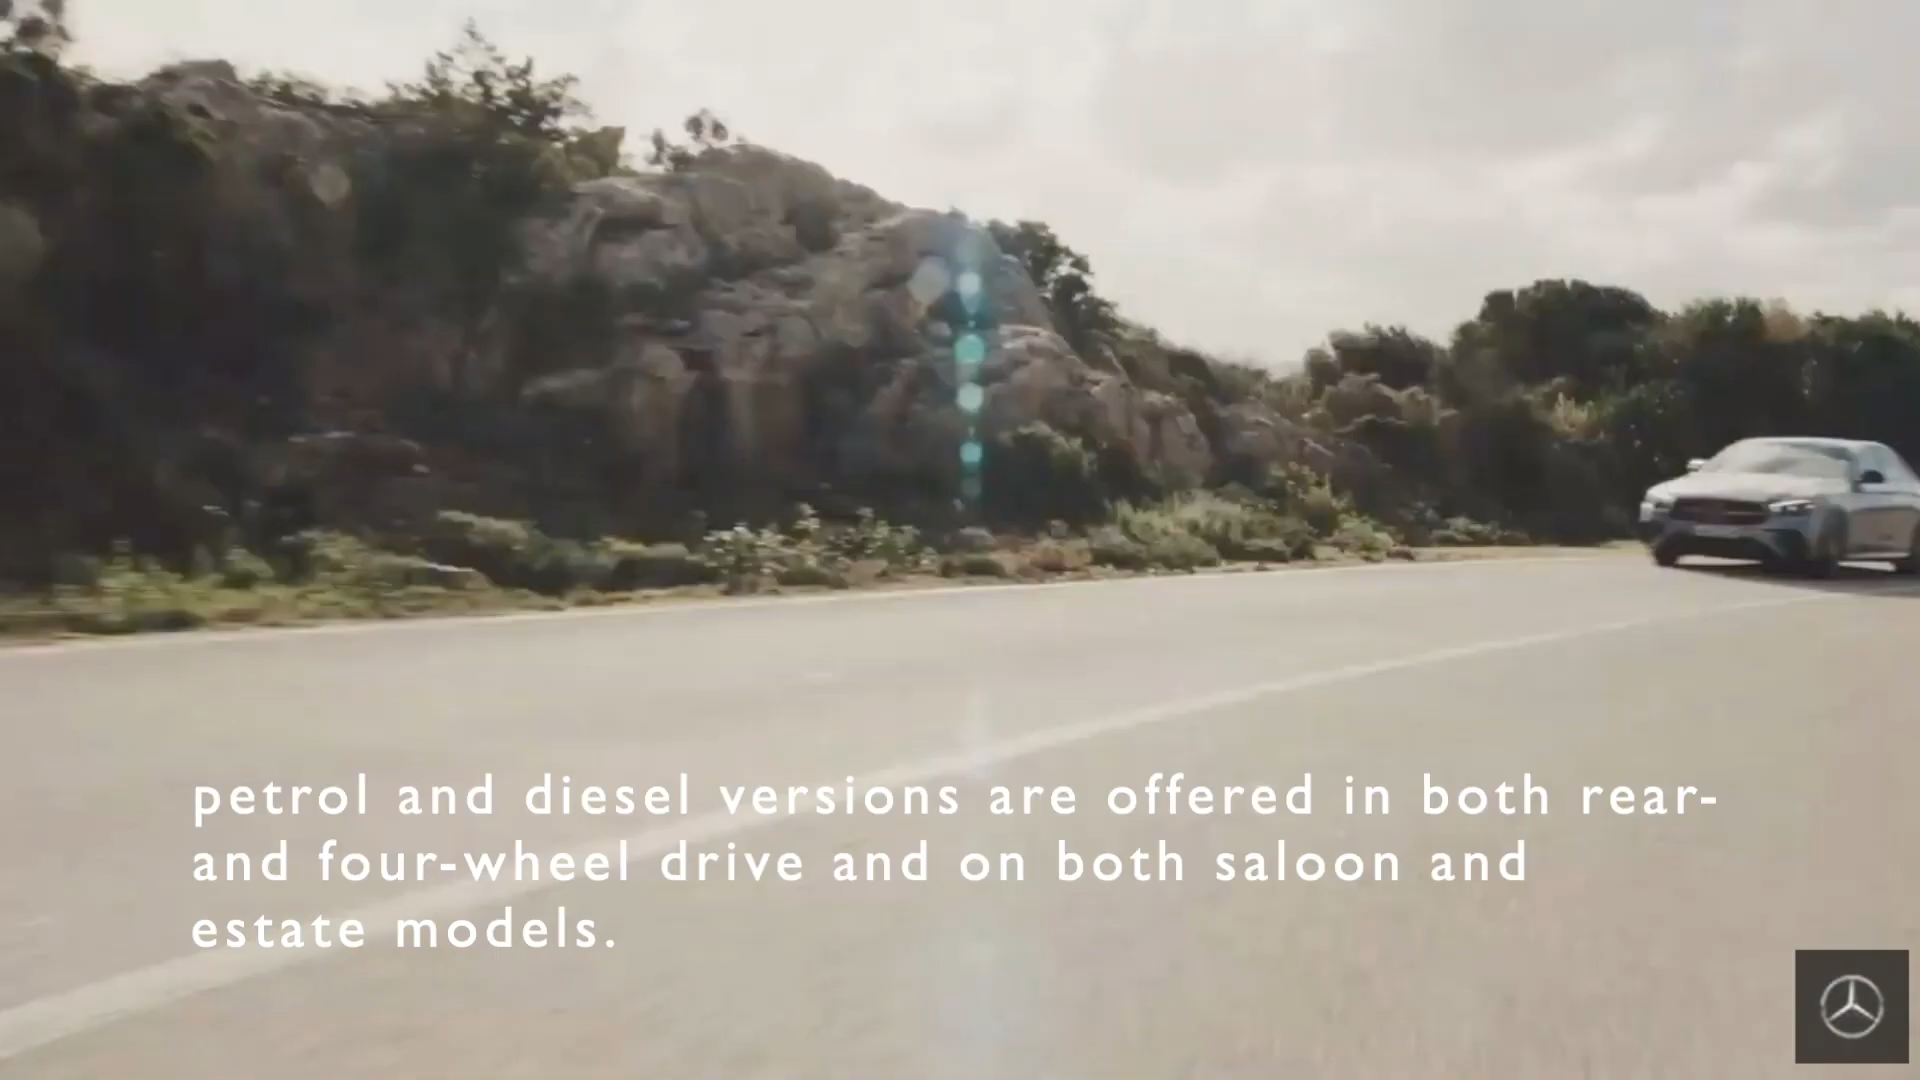 petrol and diesel versions are offered in both rear-
and four-wheel drive and on both saloon and
estate models.